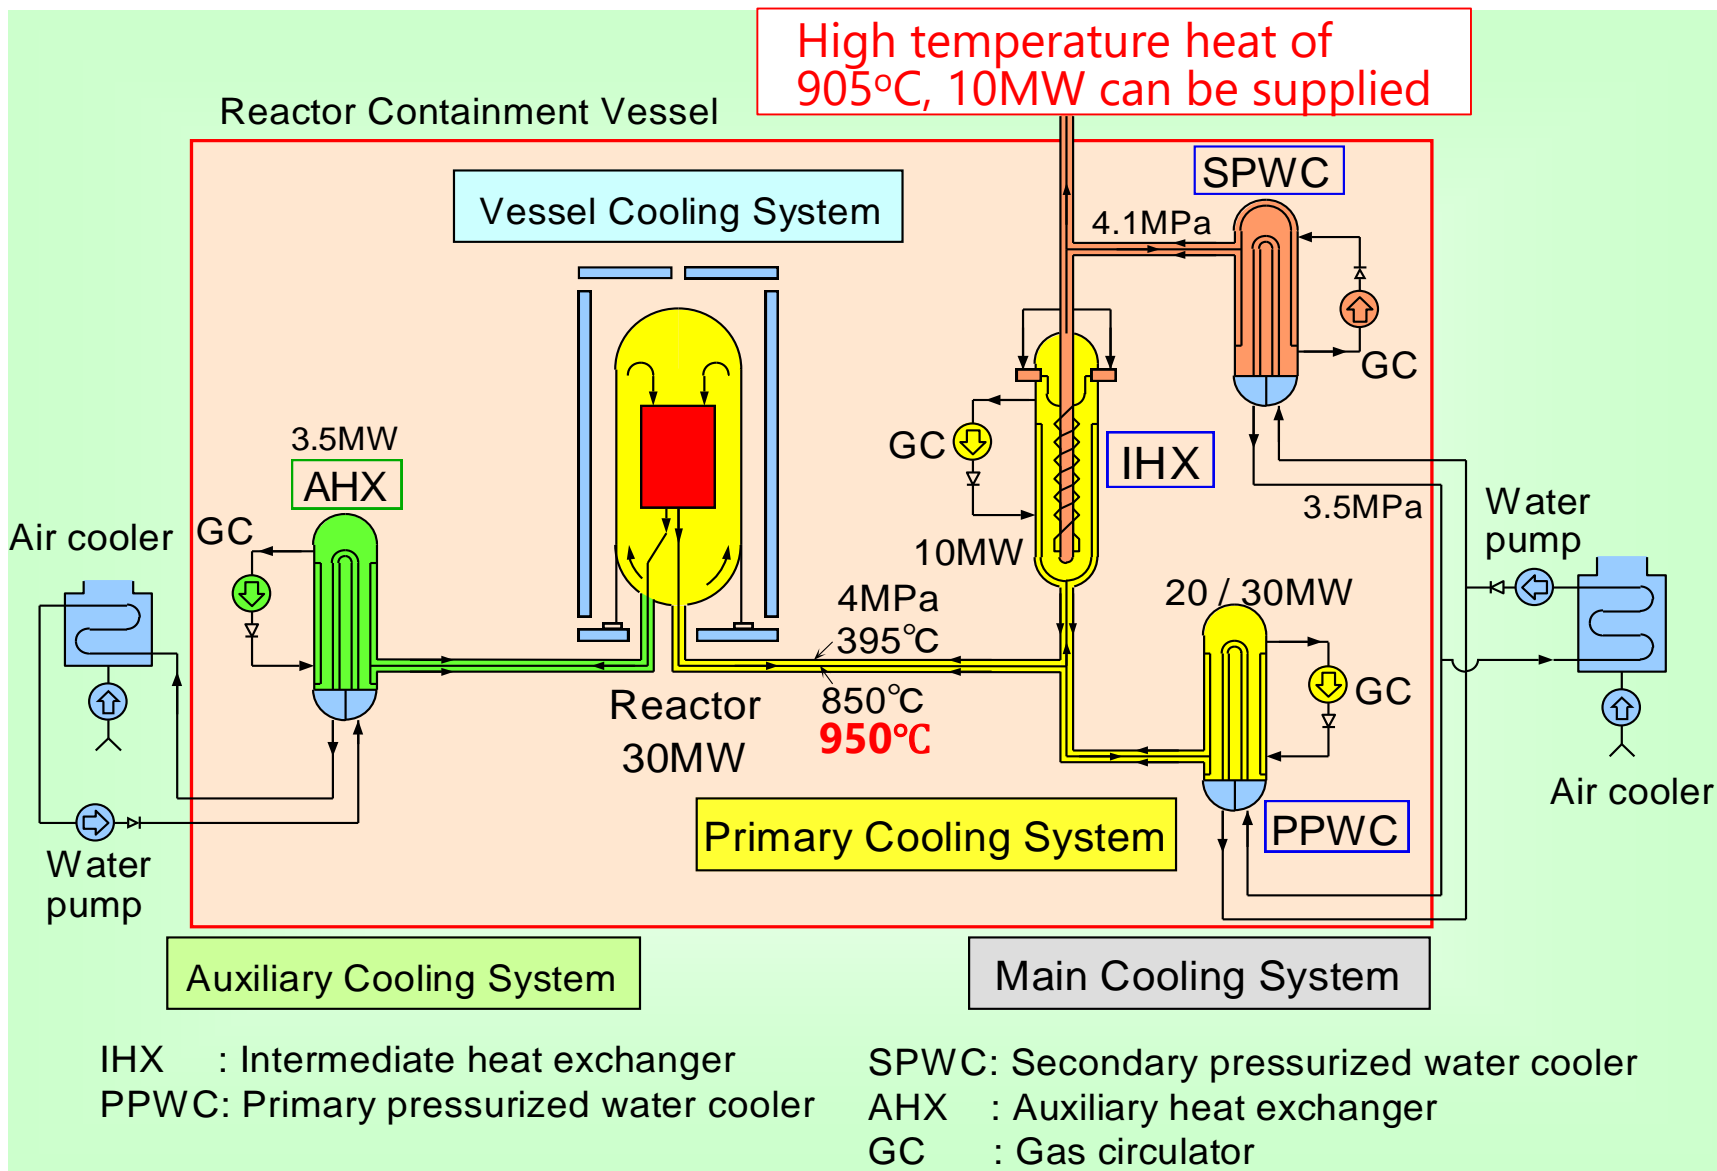 High temperature heat of
905oC, 10MW can be supplied
Reactor Containment Vessel
SPWC
Vessel Cooling System
4.1MPa
GC
3.5MW
AHX
GC
IHX
GC
3.5MPa
Water
pump
Air cooler
10MW
20 / 30MW
4MPa
395℃
850℃
950℃
GC
Reactor
30MW
Air cooler
Primary Cooling System
PPWC
Water
pump
Auxiliary Cooling System
Main Cooling System
IHX : Intermediate heat exchanger
PPWC: Primary pressurized water cooler
SPWC: Secondary pressurized water cooler
AHX : Auxiliary heat exchanger
GC : Gas circulator